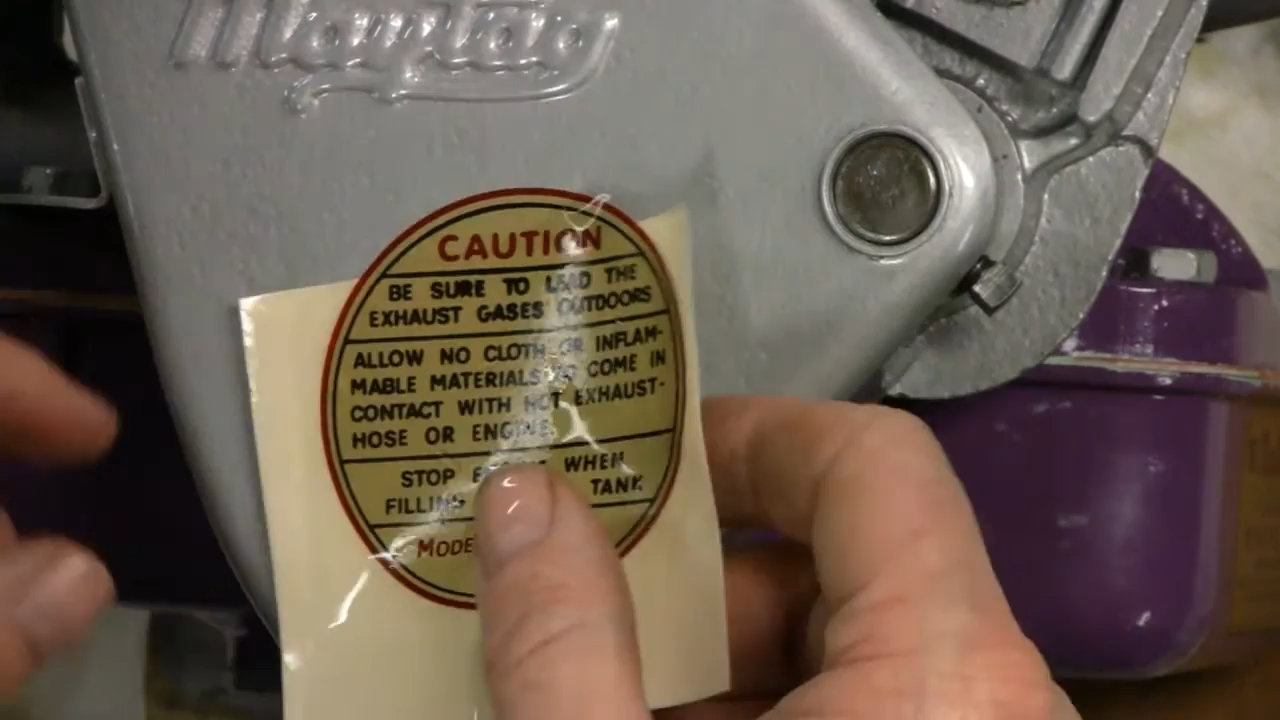 Maytag
CAUTION
BE SURE TO LEAD THE
EXHAUST GASES OUTDOORS
ALLOW NO CLOTH OR INFLAM-
MABLE MATERIALS TO COME IN
CONTACT WITH HOT EXHAUST-
HOSE OR ENGINE.
STOP WHEN
FILLING TANK